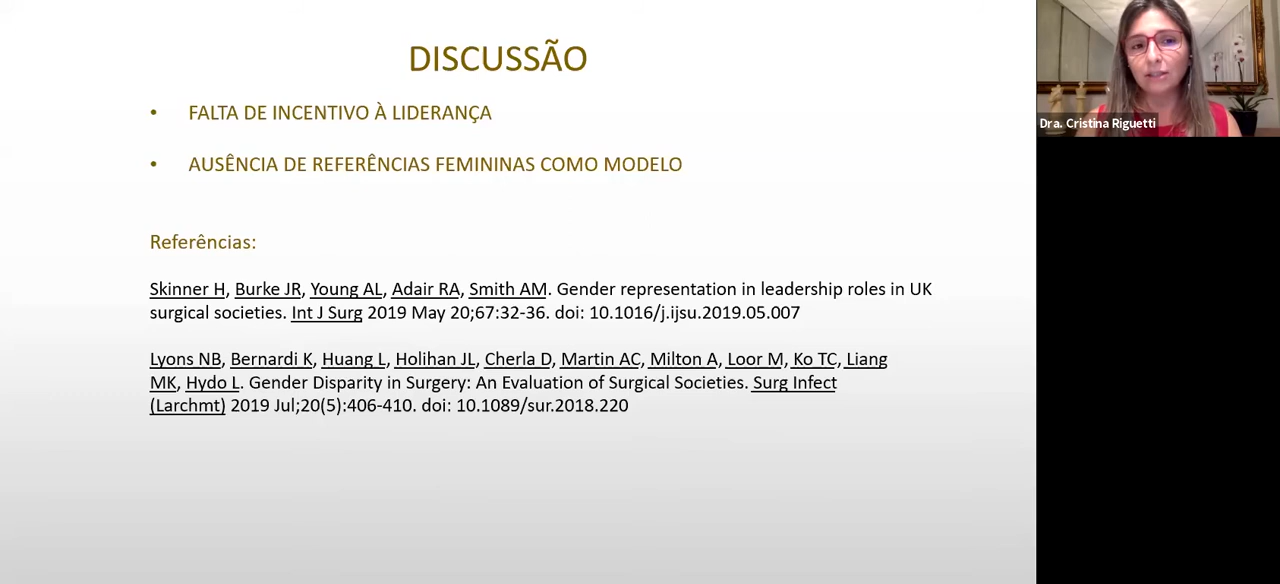 DISCUSSÃO
• FALTA DE INCENTIVO À LIDERANÇA
• AUSÊNCIA DE REFERÊNCIAS FEMININAS COMO MODELO
Referências:
Skinner H, Burke JR, Young AL, Adair RA, Smith AM. Gender representation in leadership roles in UK
surgical societies. Int J Surg 2019 May 20;67:32-36. doi: 10.1016/j.ijsu.2019.05.007
Lyons NB, Bernardi K, Huang L, Holihan JL, Cherla D, Martin AC, Milton A, Loor M, Ko TC, Liang
MK, Hydo L. Gender Disparity in Surgery: An Evaluation of Surgical Societies. Surg Infect
(Larchmt) 2019 Jul;20(5):406-410. doi: 10.1089/sur.2018.220
Dra. Cristina Riguetti